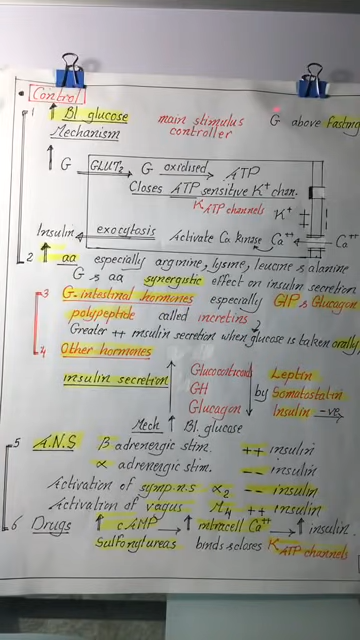 • Control
1 ↑ Bl glucose main stimulus controller G above fasting
Mechanism
↑ G GLUT2 → G oxidised → ATP
Closes ATP sensitive K+ chan.
KATP channels
K+
Insulin ← exocytosis Activate Ca kinase Ca++ Ca++
2 ↑ aa especially arginine, lysine, leucine & alanine
G & aa synergistic effect on insulin secretion
3 G-intestinal hormones especially GIP & Glucagon
polypeptide called incretins
Greater ++ insulin secretion when glucose is taken orally
4 Other hormones
insulin secretion ↑ Glucocorticoid GH Glucagon ↓ by Leptin Somatostatin Insulin -ve
Mech ↑ Bl. glucose
5 A.N.S β adrenergic stim. ++ insulin
α adrenergic stim. -- insulin
Activation of symp n.s - α2 -- insulin
Activation of vagus M4 ++ insulin
6 Drugs ↑ cAMP → ↑ intracell Ca++ → ↑ insulin.
Sulfonylureas binds & closes KATP channels